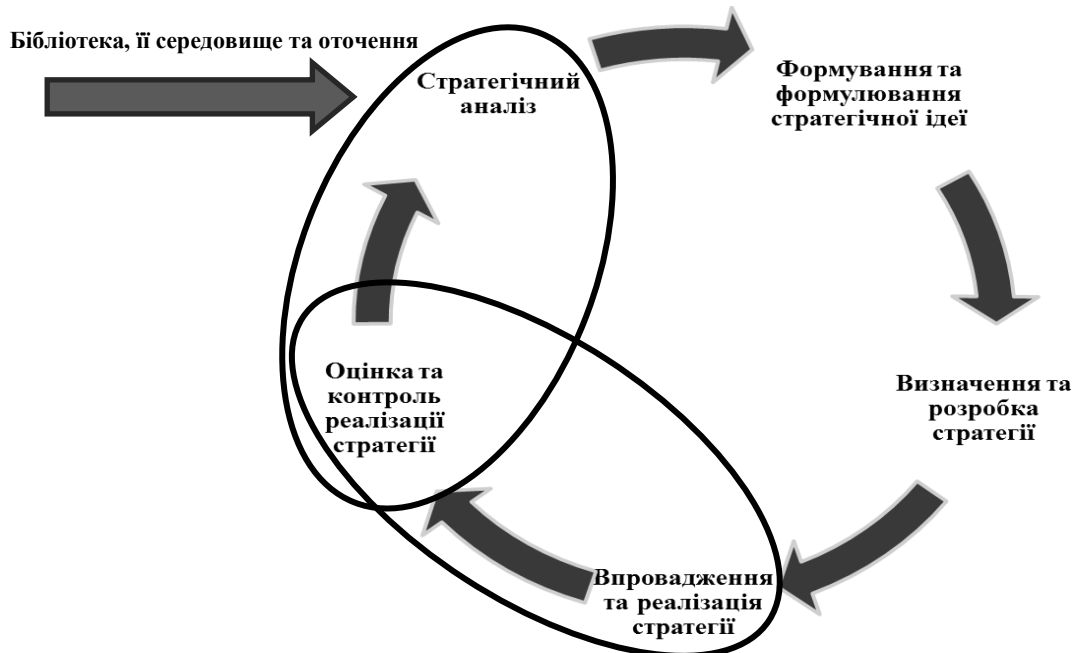 Бібліотека, її середовище та оточення
Стратегічний
аналіз
Формування та
формулювання
стратегічної ідеї
Визначення та
розробка
стратегії
Впровадження
та реалізація
стратегії
Оцінка та
контроль
реалізації
стратегії